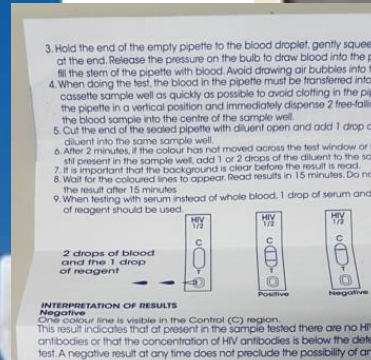 3. Hold the end of the empty pipette to the blood droplet, gently
at the end. Release the pressure on the bulb to draw blood into the
fill the stem of the pipette with blood. Avoid drawing air bubbles into
4. When doing the test, the blood in the pipette must be transferred into
cassette sample well as quickly as possible to avoid clotting in the
the pipette in a vertical position and immediately dispense 2
the blood sample into the centre of the sample well.
5. Cut the end of the sealed pipette with diluent open and add 1 drop
diluent into the same sample well.
6. After 2 minutes, if the colour has not moved across the test window or
still present in the sample well, add 1 or 2 drops of the diluent to the
7. It is important that the background is clear before the result is read.
8. Wait for the coloured lines to appear. Read results in 15 minutes. Do
the result after 15 minutes
9. When testing with serum instead of whole blood, 1 drop of serum and
of reagent should be used.
HIV 1/2 HIV 1/2 HIV 1/2
C C C
2 drops of blood
and the 1 drop
of reagent
T T T
Positive Negative
INTERPRETATION OF RESULTS
Negative
One colour line is visible in the Control (C) region.
This result indicates that at present in the sample tested there are no
antibodies or that the concentration of HIV antibodies is below the
test. A negative result at any time does not preclude the possibility of